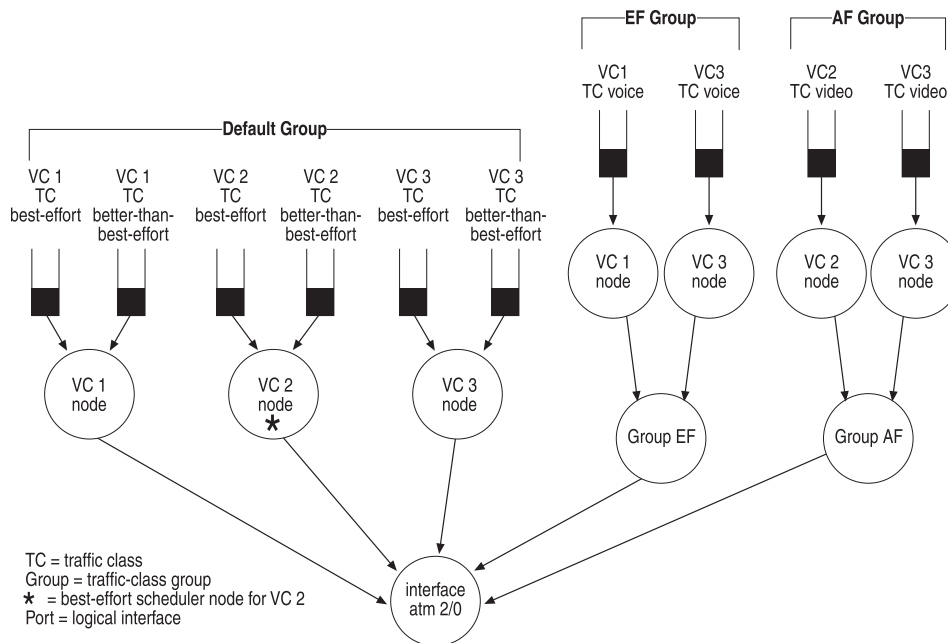 EF Group
AF Group
VC1
TC voice
VC3
TC voice
VC2
TC video
VC3
TC video
Default Group
VC 1
TC
best-effort
VC 1
TC
better-than-
best-effort
VC 2
TC
best-effort
VC 2
TC
better-than-
best-effort
VC 3
TC
best-effort
VC 3
TC
better-than-
best-effort
VC 1
node
VC 3
node
VC 2
node
VC 3
node
VC 1
node
VC 2
node
*
VC 3
node
Group EF
Group AF
interface
atm 2/0
TC = traffic class
Group = traffic-class group
* = best-effort scheduler node for VC 2
Port = logical interface